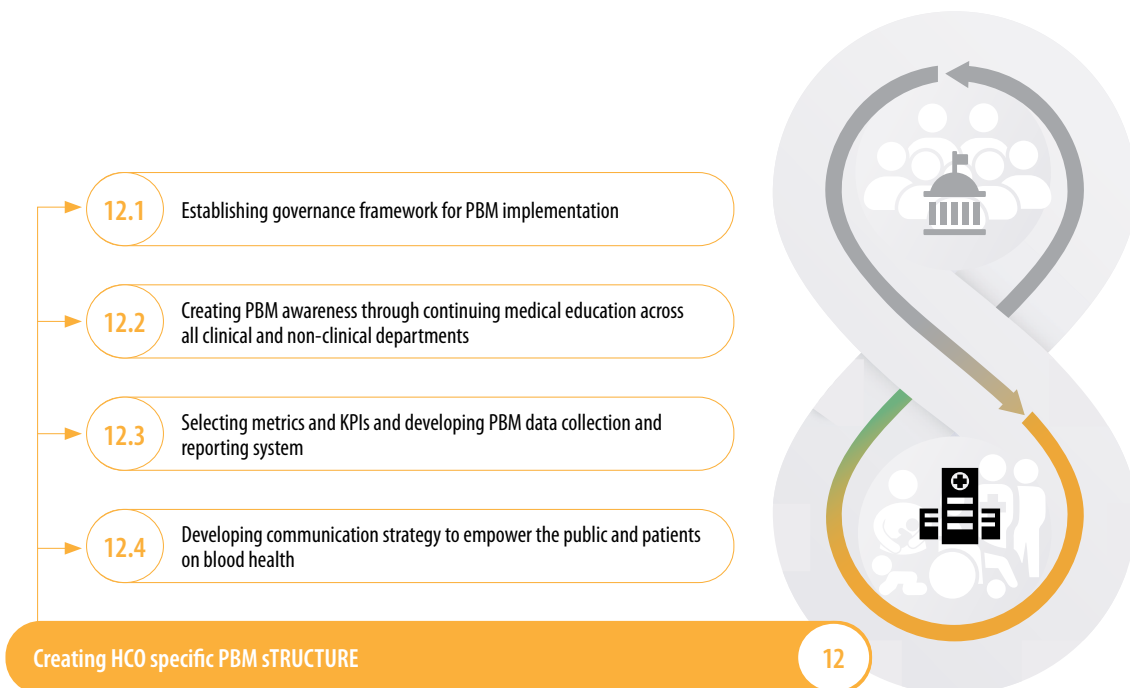 12.1
Establishing governance framework for PBM implementation
12.2
Creating PBM awareness through continuing medical education across
all clinical and non-clinical departments
12.3
Selecting metrics and KPIs and developing PBM data collection and
reporting system
12.4
Developing communication strategy to empower the public and patients
on blood health
Creating HCO specific PBM sTRUCTURE
12